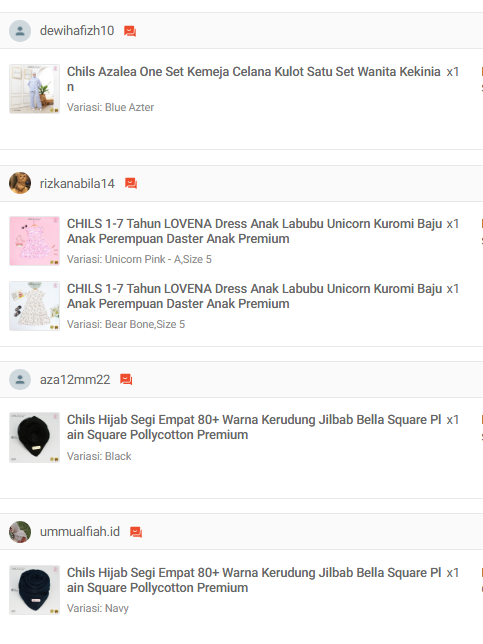 dewihafizh10
Chils Azalea One Set Kemeja Celana Kulot Satu Set Wanita Kekinia x1
n
Variasi: Blue Azter
rizkanabila14
CHILS 1-7 Tahun LOVENA Dress Anak Labubu Unicorn Kuromi Baju x1
Anak Perempuan Daster Anak Premium
Variasi: Unicorn Pink - A,Size 5
CHILS 1-7 Tahun LOVENA Dress Anak Labubu Unicorn Kuromi Baju x1
Anak Perempuan Daster Anak Premium
Variasi: Bear Bone,Size 5
aza12mm22
Chils Hijab Segi Empat 80+ Warna Kerudung Jilbab Bella Square Pl x1
ain Square Pollycotton Premium
Variasi: Black
ummualfiah.id
Chils Hijab Segi Empat 80+ Warna Kerudung Jilbab Bella Square Pl x1
ain Square Pollycotton Premium
Variasi: Navy